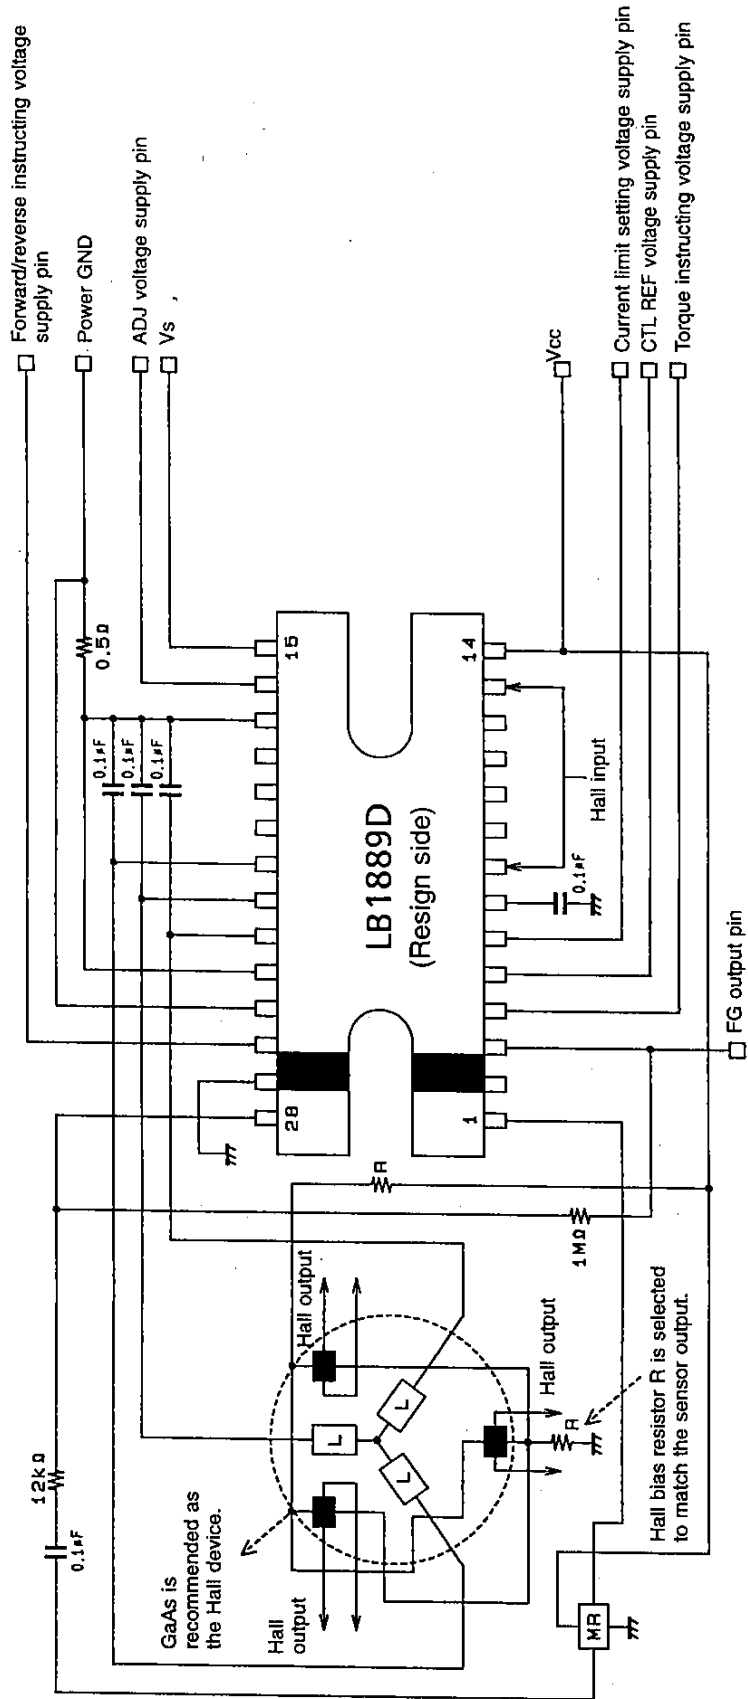 Forward/reverse instructing voltage
supply pin
Power GND
ADJ voltage supply pin
Vs
0.5Ω
0.1µF
0.1µF
0.1µF
15
14
28
1
LB1889D
(Resign side)
Hall input
0.1µF
Vcc
Current limit setting voltage supply pin
CTL REF voltage supply pin
Torque instructing voltage supply pin
FG output pin
R
1MΩ
12kΩ
0.1µF
GaAs is
recommended as
the Hall device.
Hall output
Hall
output
Hall output
L
L
L
R
Hall bias resistor R is selected
to match the sensor output.
MR